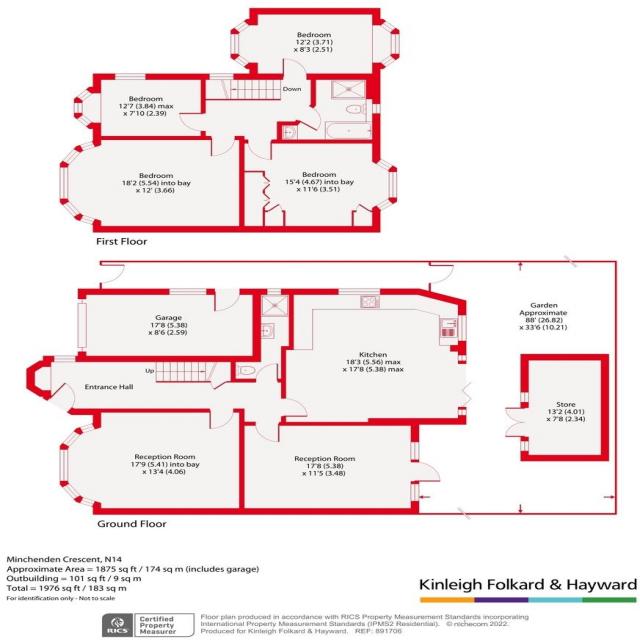 Bedroom
12'2 (3.71)
x 8'3 (2.51)
Down
Bedroom
12'7 (3.84) max
x 7'10 (2.39)
Bedroom
18'2 (5.54) into bay
x 12' (3.66)
Bedroom
15'4 (4.67) into bay
x 11'6 (3.51)
First Floor
Garage
17'8 (5.38)
x 8'6 (2.59)
Garden
Approximate
88' (26.82)
x 33'6 (10.21)
Kitchen
18'3 (5.56) max
x 17'8 (5.38) max
Up
Entrance Hall
Store
13'2 (4.01)
x 7'8 (2.34)
Reception Room
17'9 (5.41) into bay
x 13'4 (4.06)
Reception Room
17'8 (5.38)
x 11'5 (3.48)
Ground Floor
Minchenden Crescent, N14
Approximate Area = 1875 sq ft / 174 sq m (includes garage)
Outbuilding = 101 sq ft / 9 sq m
Total = 1976 sq ft / 183 sq m
For identification only - Not to scale
Kinleigh Folkard & Hayward
RICS
Certified
Property
Measurer
Floor plan produced in accordance with RICS Property Measurement Standards incorporating
International Property Measurement Standards (IPMS2 Residential). © nichecom 2022.
Produced for Kinleigh Folkard & Hayward. REF: 891706